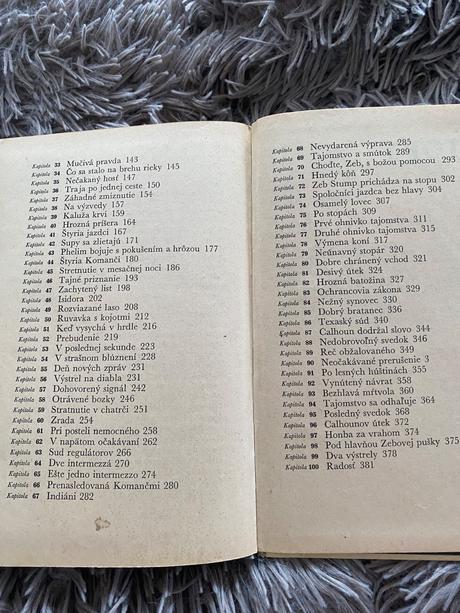 Kapitola 33 Mučivá pravda 143
Kapitola 34 Čo sa stalo na brehu rieky 145
Kapitola 35 Nečakaný hosť 147
Kapitola 36 Traja po jednej ceste 150
Kapitola 37 Záhadné zmiznutie 154
Kapitola 38 Na výzvedy 157
Kapitola 39 Kaluža krvi 159
Kapitola 40 Hrozná príšera 164
Kapitola 41 Štyria jazdci 167
Kapitola 42 Supy sa zlietajú 171
Kapitola 43 Phelim bojuje s pokušením a hrôzou 177
Kapitola 44 Štyria Komanči 180
Kapitola 45 Stretnutie v mesačnej noci 186
Kapitola 46 Tajné priznanie 193
Kapitola 47 Zachytený list 198
Kapitola 48 Isidora 202
Kapitola 49 Rozviazané laso 208
Kapitola 50 Ruvačka s kojotmi 212
Kapitola 51 Keď vysychá v hrdle 216
Kapitola 52 Prebudenie 219
Kapitola 53 V poslednej sekunde 223
Kapitola 54 V strašnom blúznení 228
Kapitola 55 Deň nových zpráv 231
Kapitola 56 Výstrel na diabla 231
Kapitola 57 Dohovorený signál 242
Kapitola 58 Otrávené bozky 246
Kapitola 59 Stratnutie v chatrči 251
Kapitola 60 Zrada 254
Kapitola 61 Pri posteli nemocného 258
Kapitola 62 V napätom očakávaní 262
Kapitola 63 Sud regulátorov 266
Kapitola 64 Dve intermezzá 270
Kapitola 65 Ešte jedno intermezzo 274
Kapitola 66 Prenasledovaná Komančmi 280
Kapitola 67 Indiáni 282
Kapitola 68 Nevydarená výprava 285
Kapitola 69 Tajomstvo a smútok 289
Kapitola 70 Choďte, Zeb, s božou pomocou 293
Kapitola 71 Hnedý kôň 297
Kapitola 72 Zeb Stump prichádza na stopu 302
Kapitola 73 Spoločníci jazdca bez hlavy 304
Kapitola 74 Osamelý lovec 307
Kapitola 75 Po stopách 309
Kapitola 76 Prvé ohnivko tajomstva 311
Kapitola 77 Druhé ohnivko tajomstva 315
Kapitola 78 Výmena koní 317
Kapitola 79 Neúnavný stopár 320
Kapitola 80 Dobre chránený vchod 321
Kapitola 81 Desivý útek 324
Kapitola 82 Hrozná batožina 327
Kapitola 83 Ochrancovia zákona 329
Kapitola 84 Nežný synovec 330
Kapitola 85 Dobrý bratanec 336
Kapitola 86 Texaský súd 340
Kapitola 87 Calhoun dodržal slovo 344
Kapitola 88 Nedobrovoľný svedok 346
Kapitola 89 Reč obžalovaného 349
Kapitola 90 Neočakávané prerušenie 3
Kapitola 91 Po lesných húštinách 355
Kapitola 92 Vynútený návrat 358
Kapitola 93 Bezhlavá mŕtvola 360
Kapitola 94 Tajomstvo sa odhaľuje 364
Kapitola 95 Posledný svedok 368
Kapitola 96 Calhounov útek 372
Kapitola 97 Honba za vrahom 374
Kapitola 98 Pod hlavňou Zebovej pušky 375
Kapitola 99 Dva výstrely 378
Kapitola 100 Radosť 381